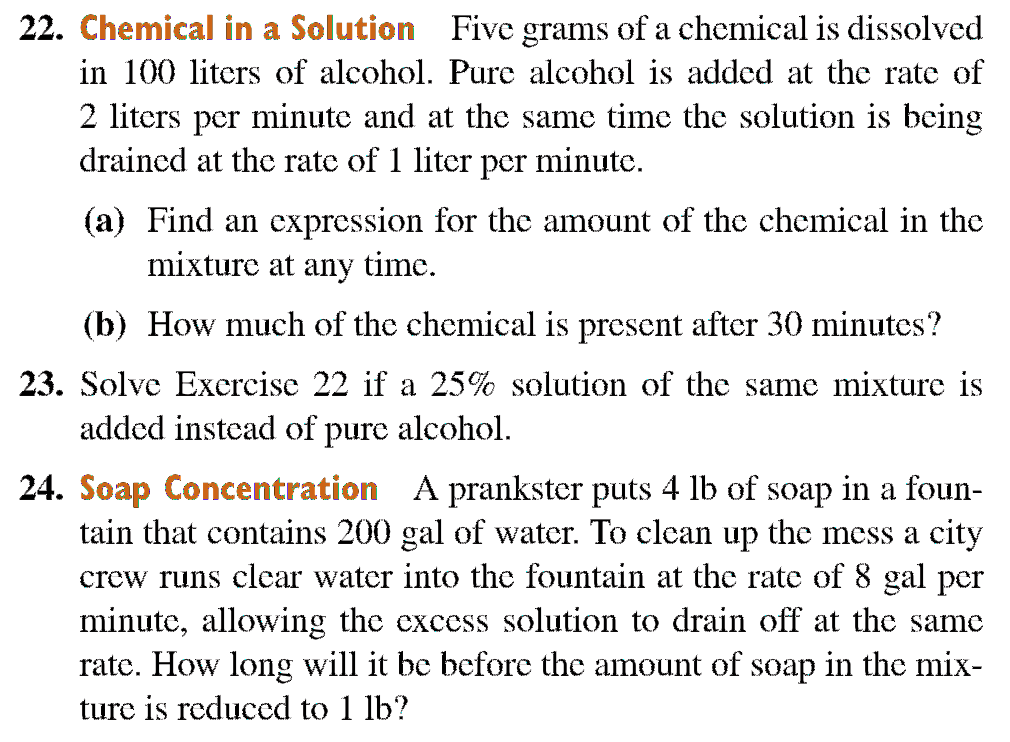 22. Chemical in a Solution Five grams of a chemical is dissolved
in 100 liters of alcohol. Pure alcohol is added at the rate of
2 liters per minute and at the same time the solution is being
drained at the rate of 1 liter per minute.
(a) Find an expression for the amount of the chemical in the
mixture at any time.
(b) How much of the chemical is present after 30 minutes?
23. Solve Exercise 22 if a 25% solution of the same mixture is
added instead of pure alcohol.
24. Soap Concentration A prankster puts 4 lb of soap in a foun-
tain that contains 200 gal of water. To clean up the mess a city
crew runs clear water into the fountain at the rate of 8 gal per
minute, allowing the excess solution to drain off at the same
rate. How long will it be before the amount of soap in the mix-
ture is reduced to 1 lb?